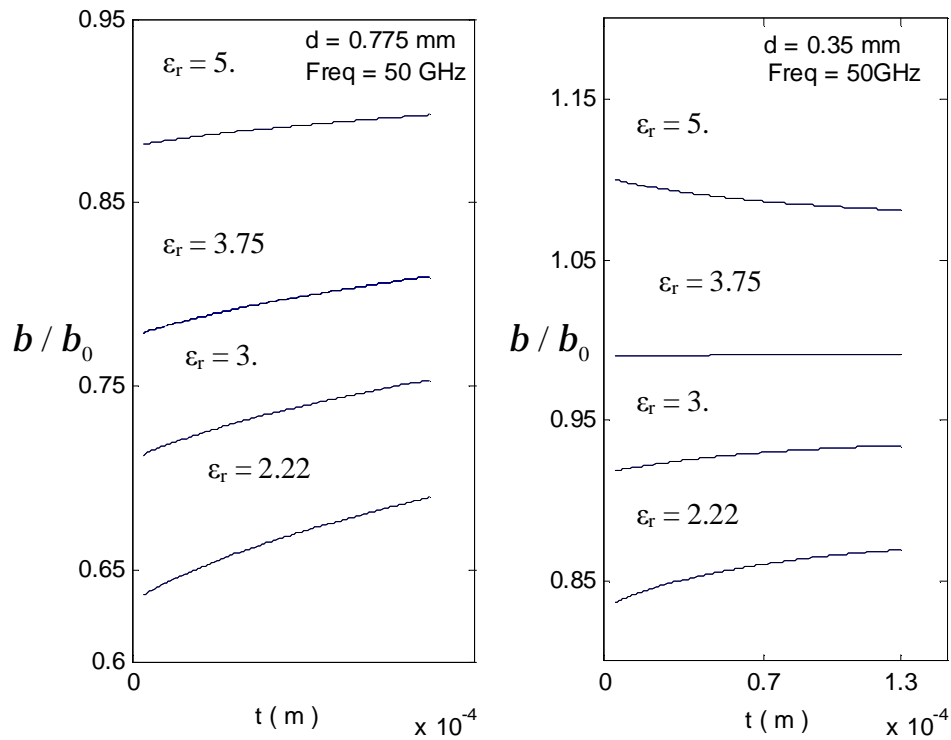 0.95
d = 0.775 mm
Freq = 50 GHz
εr = 5.
0.85
εr = 3.75
b / b0
εr = 3.
0.75
εr = 2.22
0.65
0.6
0
t ( m )
x 10-4
d = 0.35 mm
Freq = 50GHz
1.15
εr = 5.
1.05
εr = 3.75
b / b0
εr = 3.
0.95
εr = 2.22
0.85
0
0.7
1.3
t ( m )
x 10-4